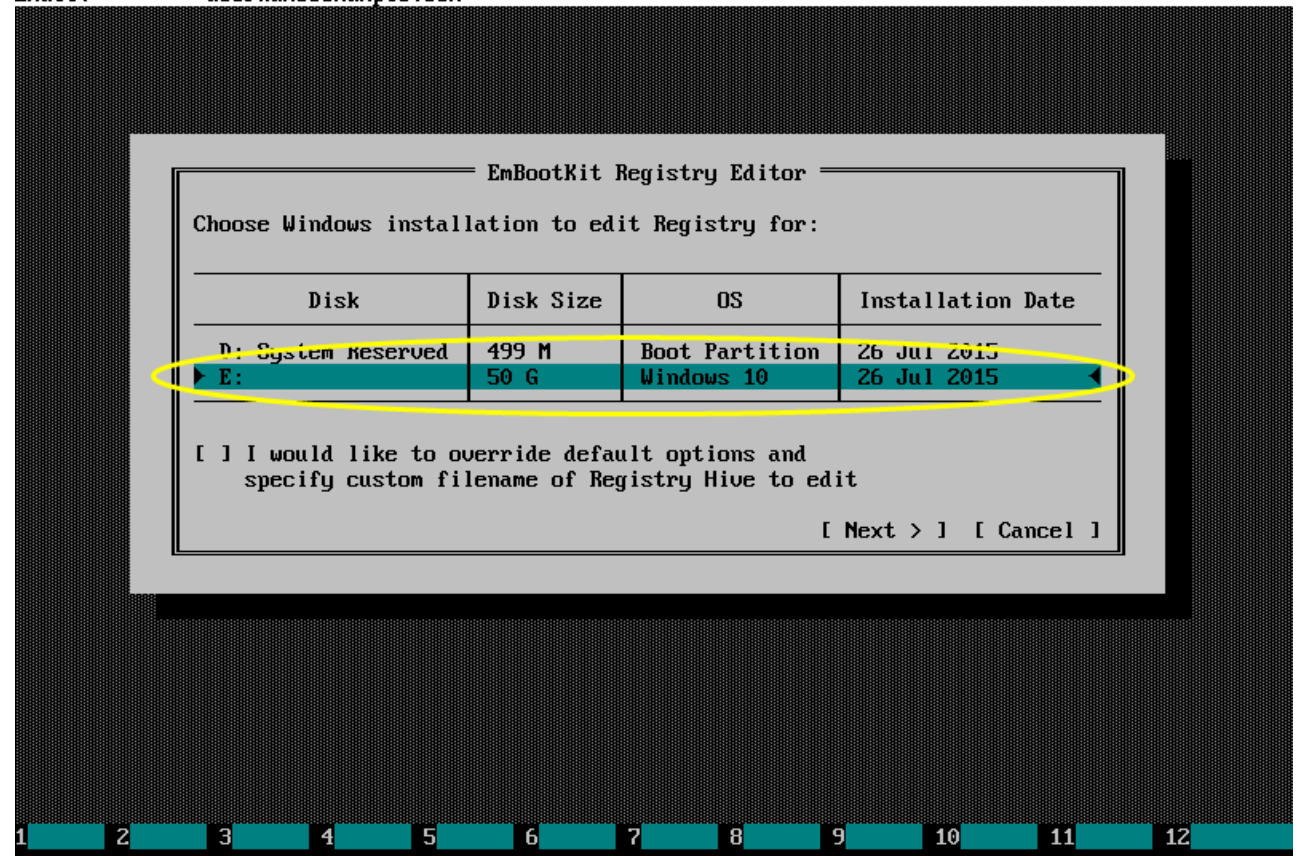 EmBootKit Registry Editor
Choose Windows installation to edit Registry for:
Disk Disk Size OS Installation Date
D: System Reserved 499 M Boot Partition 26 Jul 2015
E: 50 G Windows 10 26 Jul 2015
[ ] I would like to override default options and
specify custom filename of Registry Hive to edit
[ Next > ] [ Cancel ]
1 2 3 4 5 6 7 8 9 10 11 12